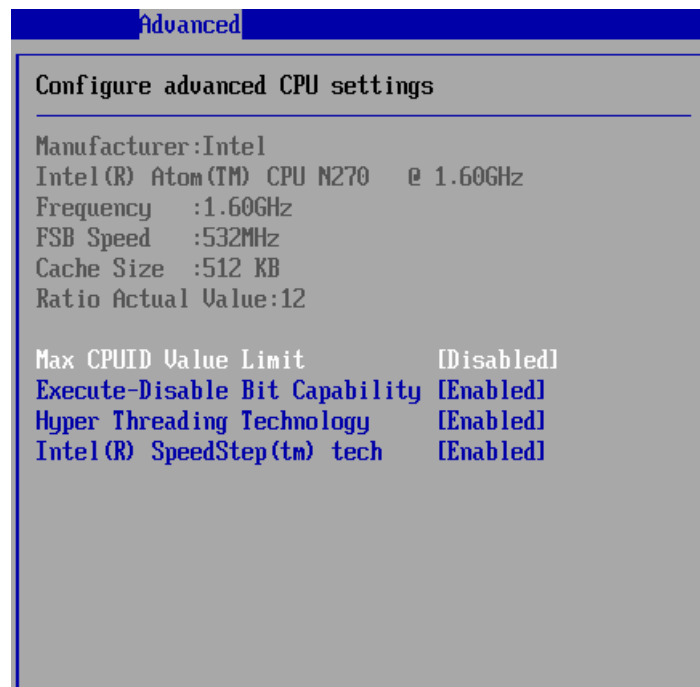 Advanced
Configure advanced CPU settings
Manufacturer:Intel
Intel(R) Atom(TM) CPU N270 @ 1.60GHz
Frequency :1.60GHz
FSB Speed :532MHz
Cache Size :512 KB
Ratio Actual Value:12
Max CPUID Value Limit [Disabled]
Execute-Disable Bit Capability [Enabled]
Hyper Threading Technology [Enabled]
Intel(R) SpeedStep(tm) tech [Enabled]